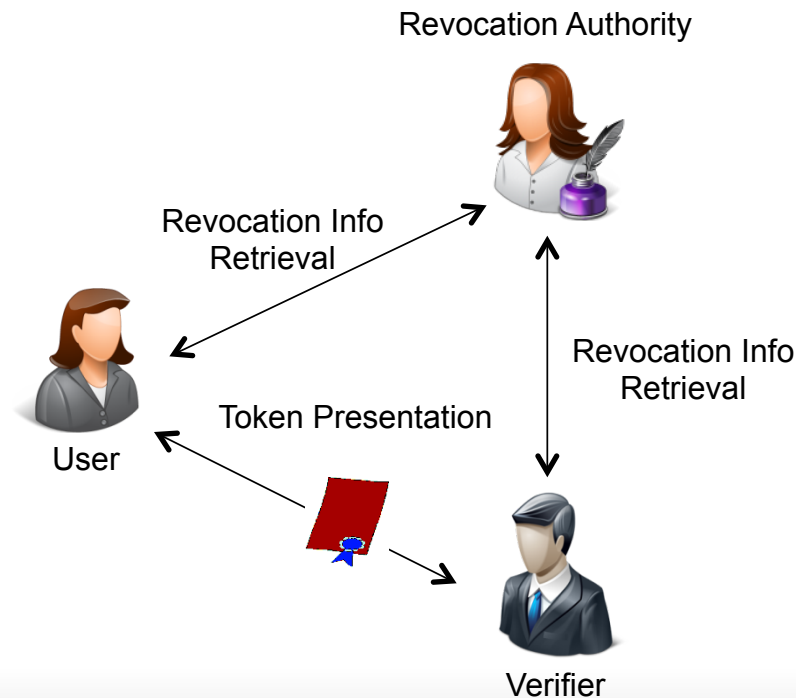 Revocation Authority
Revocation Info
Retrieval
Revocation Info
Retrieval
Token Presentation
User
Verifier